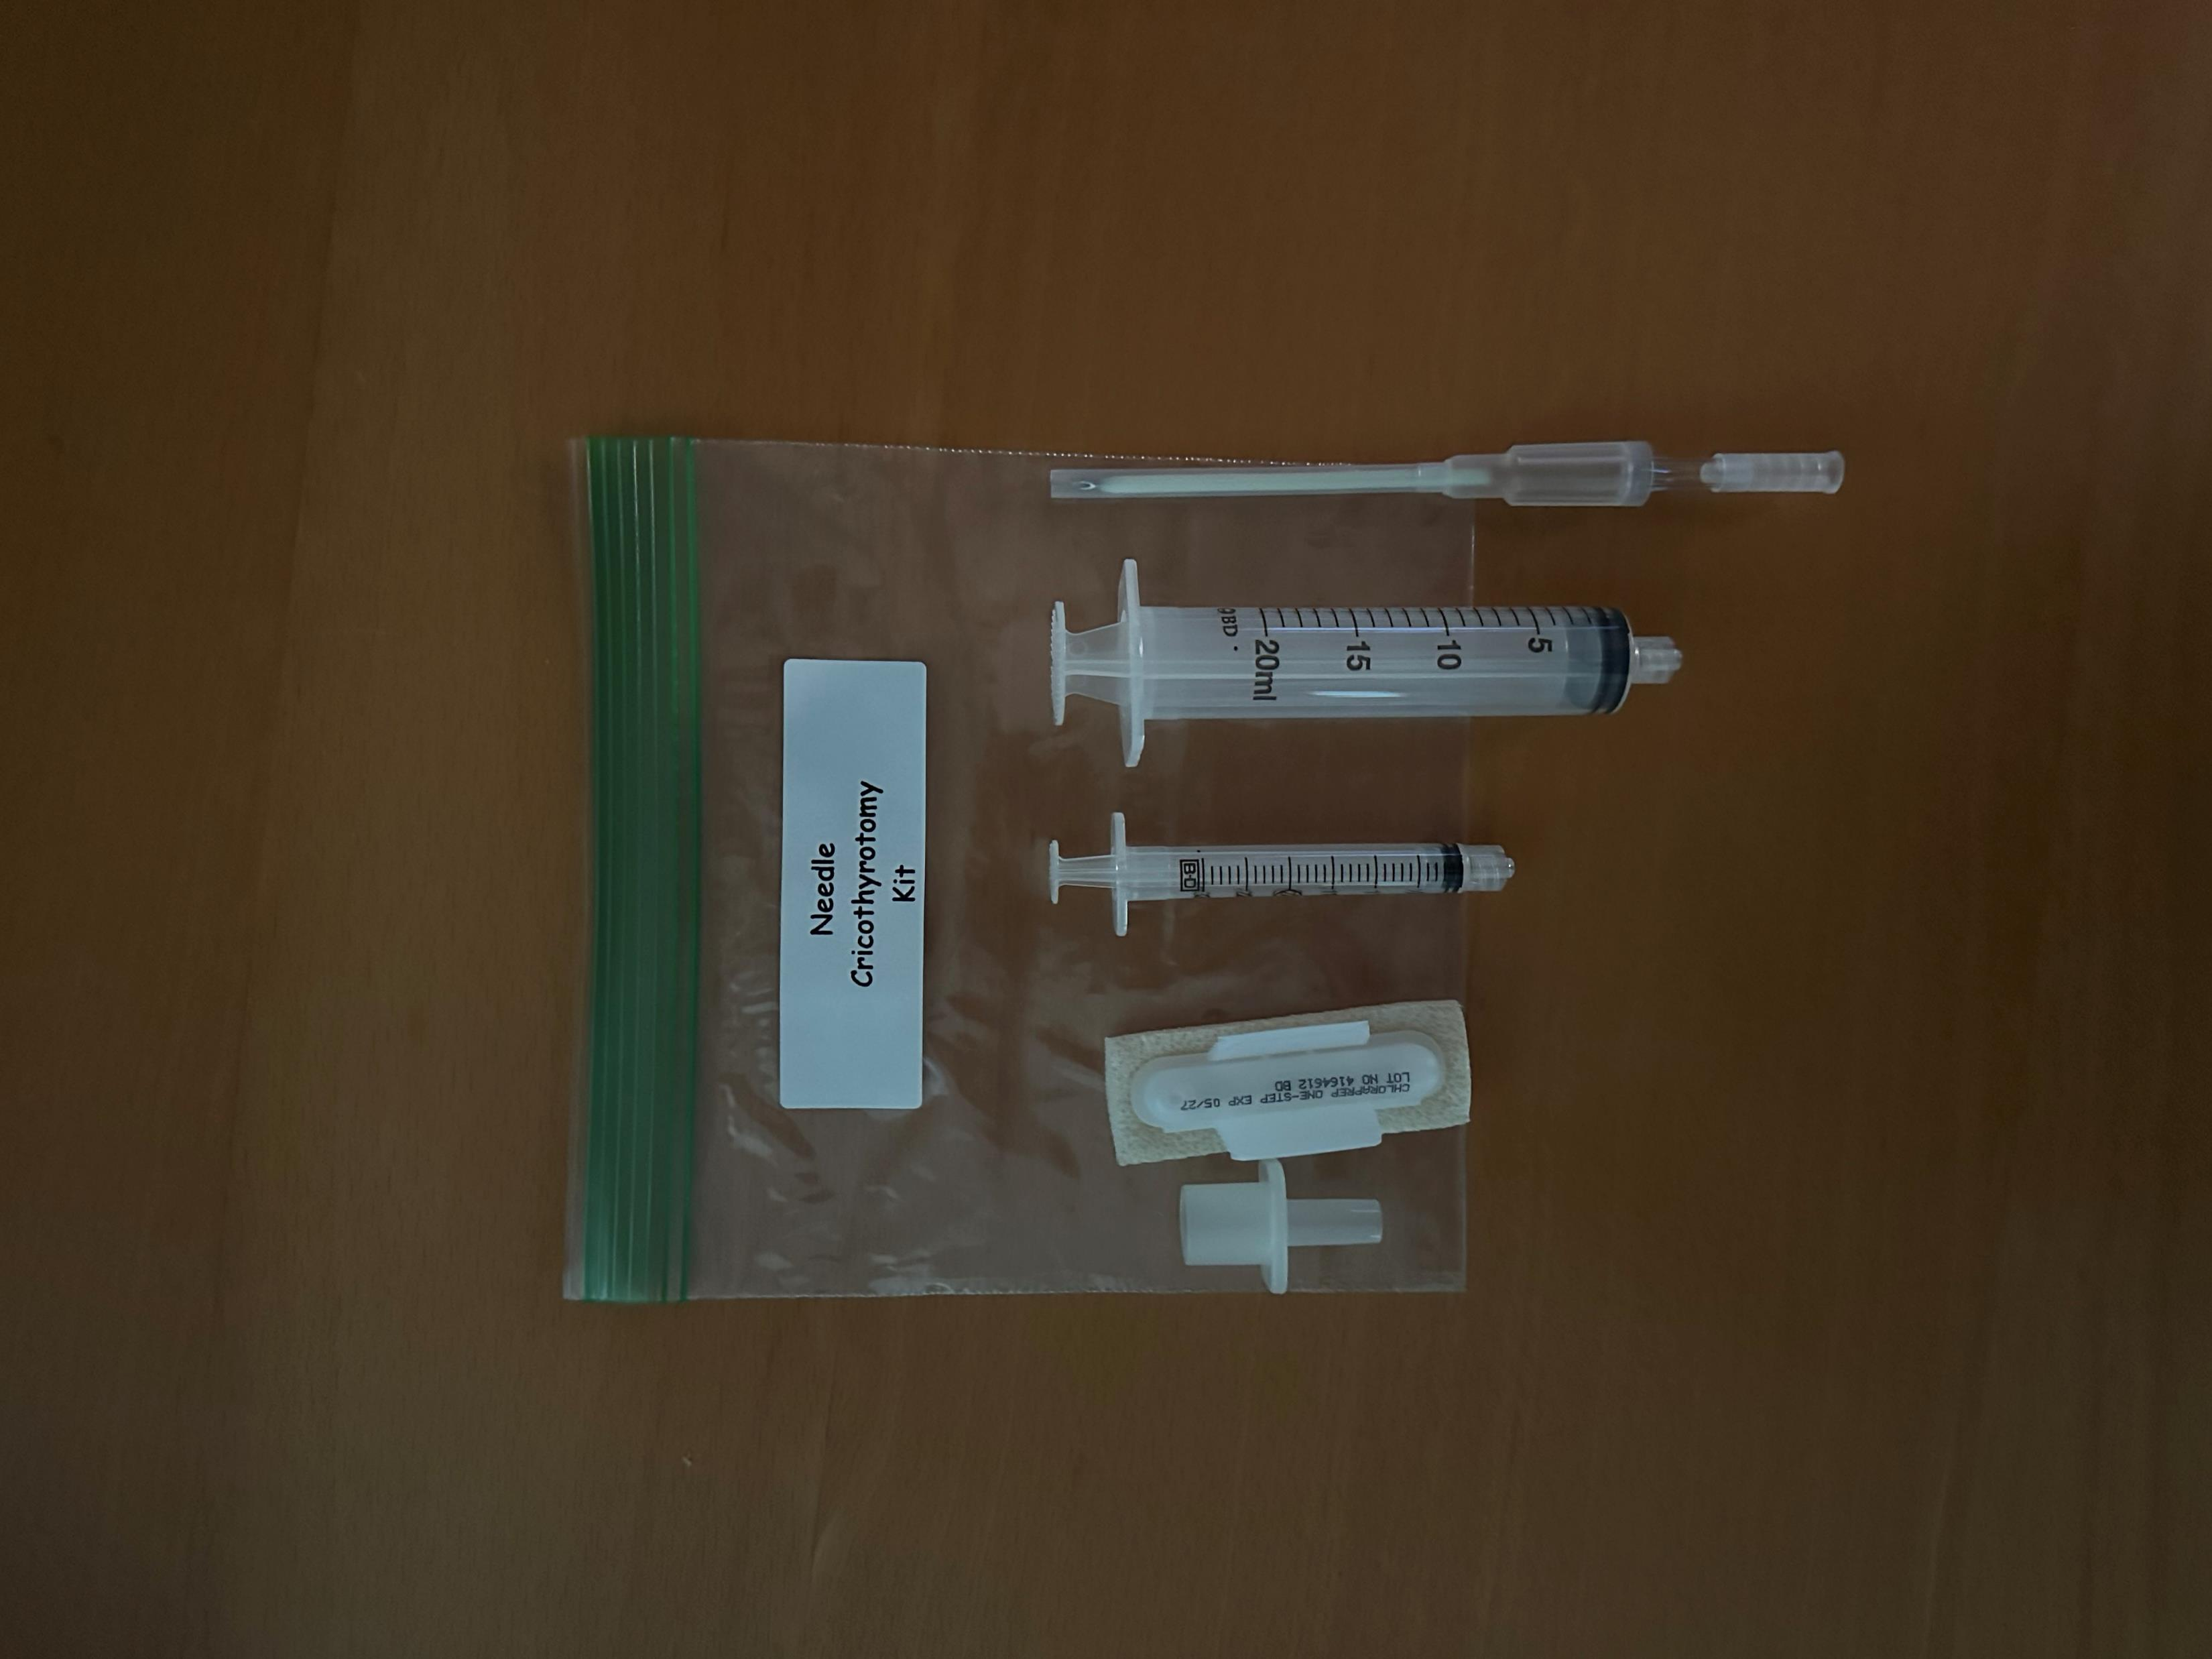 Needle
Cricothyrotomy
Kit
BD
20ml
15
10
5
B-D
CHLORAPREP ONE-STEP EXP 05/27
LOT NO 4164612 BD